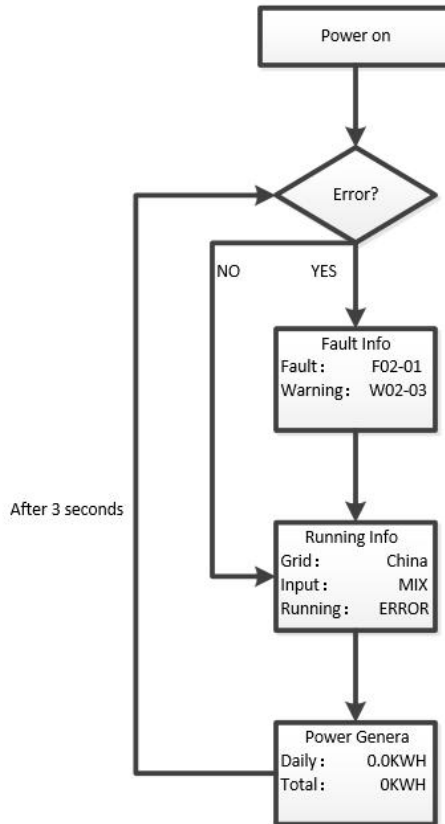 Power on
Error?
NO YES
Fault Info
Fault： F02-01
Warning： W02-03
After 3 seconds
Running Info
Grid： China
Input： MIX
Running： ERROR
Power Genera
Daily： 0.0KWH
Total： 0KWH